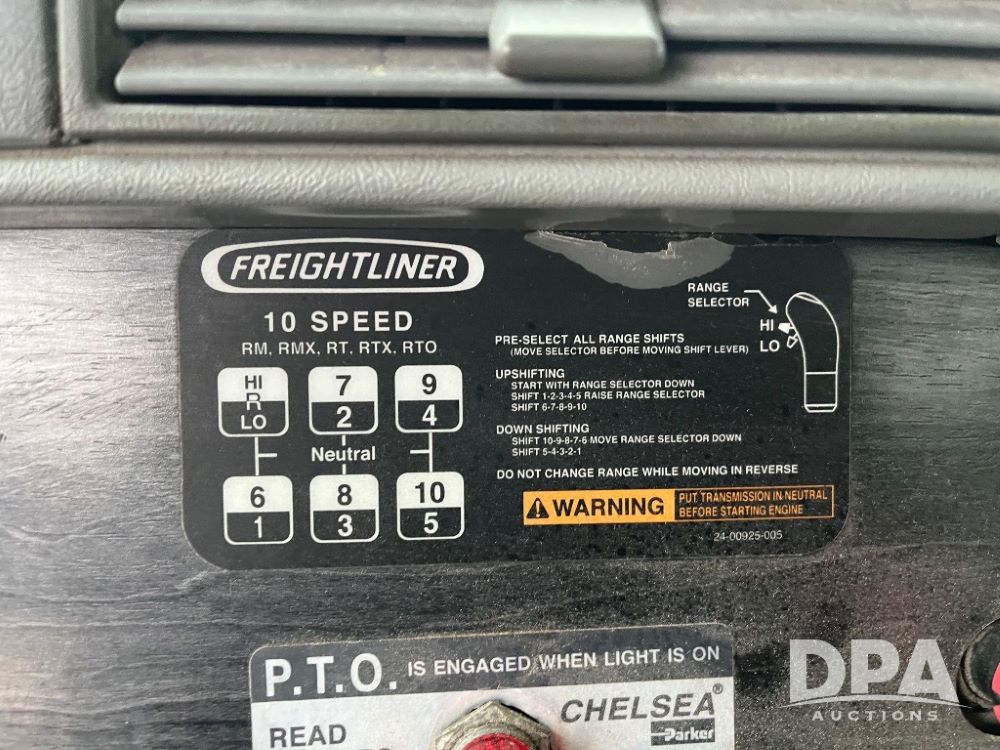 FREIGHTLINER
10 SPEED
RM, RMX, RT, RTX, RTO
HI 7 9
R
LO 2 4
Neutral
6 8 10
1 3 5
RANGE
SELECTOR
HI
LO
PRE-SELECT ALL RANGE SHIFTS
(MOVE SELECTOR BEFORE MOVING SHIFT LEVER)
UPSHIFTING
START WITH RANGE SELECTOR DOWN
SHIFT 1-2-3-4-5 RAISE RANGE SELECTOR
SHIFT 6-7-8-9-10
DOWN SHIFTING
SHIFT 10-9-8-7-6 MOVE RANGE SELECTOR DOWN
SHIFT 5-4-3-2-1
DO NOT CHANGE RANGE WHILE MOVING IN REVERSE
WARNING PUT TRANSMISSION IN NEUTRAL
BEFORE STARTING ENGINE
24-00925-005
P.T.O. IS ENGAGED WHEN LIGHT IS ON
READ
CHELSEA®
Parker
DPA
AUCTIONS